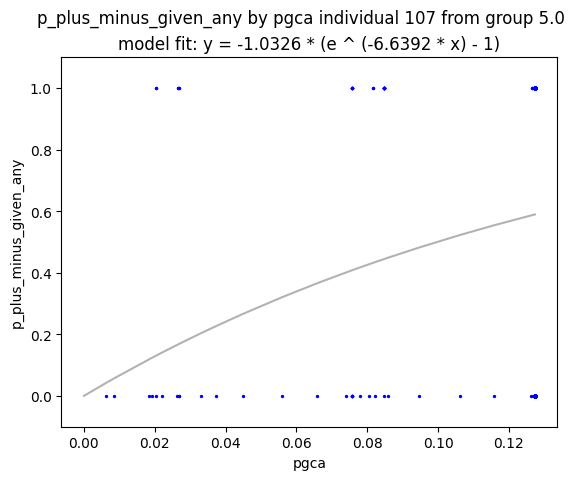 p_plus_minus_given_any by pgca individual 107 from group 5.0
model fit: y = -1.0326 * (e ^ (-6.6392 * x) - 1)
1.0
0.8
0.6
0.4
0.2
0.0
p_plus_minus_given_any
0.00 0.02 0.04 0.06 0.08 0.10 0.12
pgca